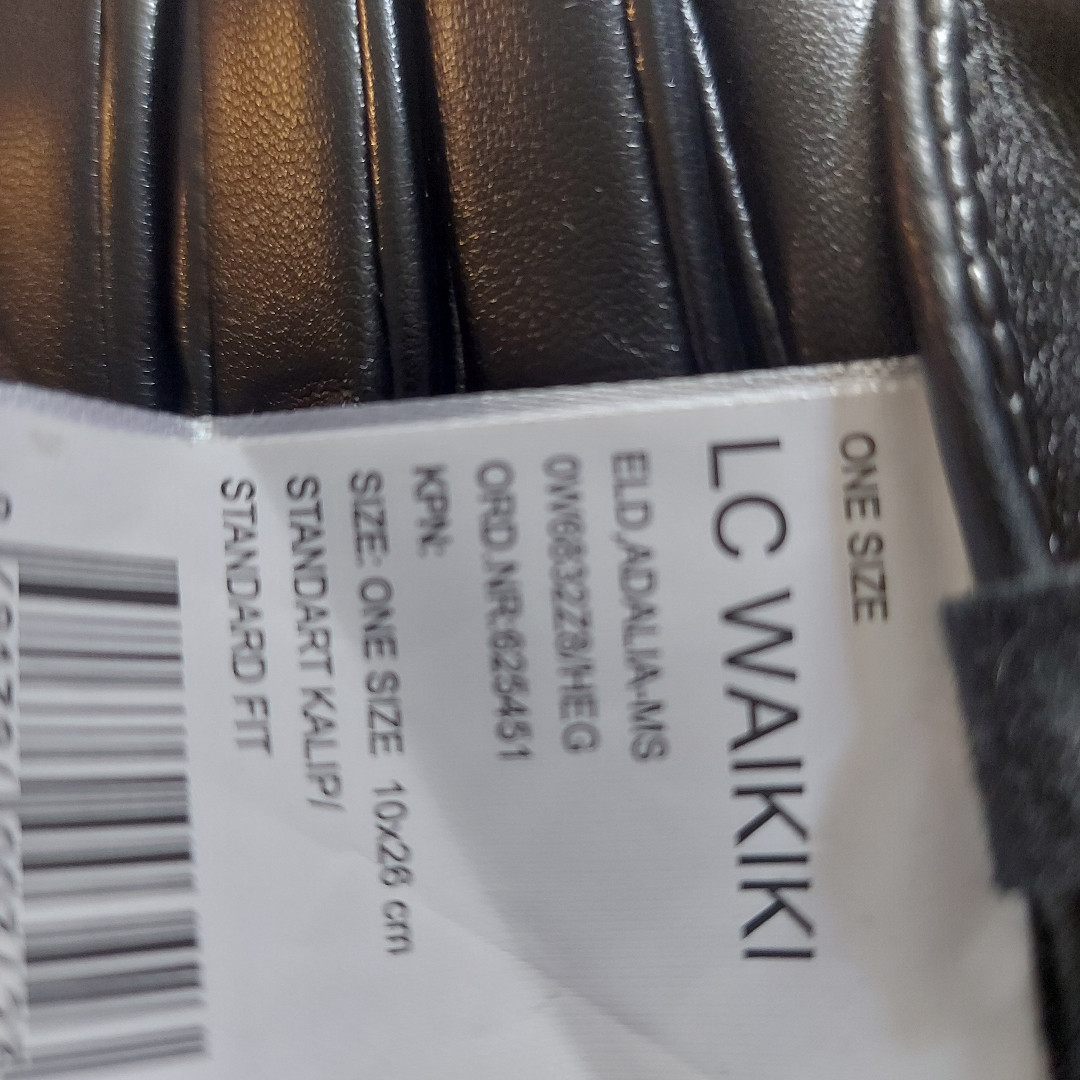 ONE SIZE
LC WAIKIKI
ELD,ADALIA-MS
0W6832Z8/HEG
ORD.NR:625451
KPN:
SIZE: ONE SIZE 10x26 cm
STANDART KALIP/
STANDARD FIT